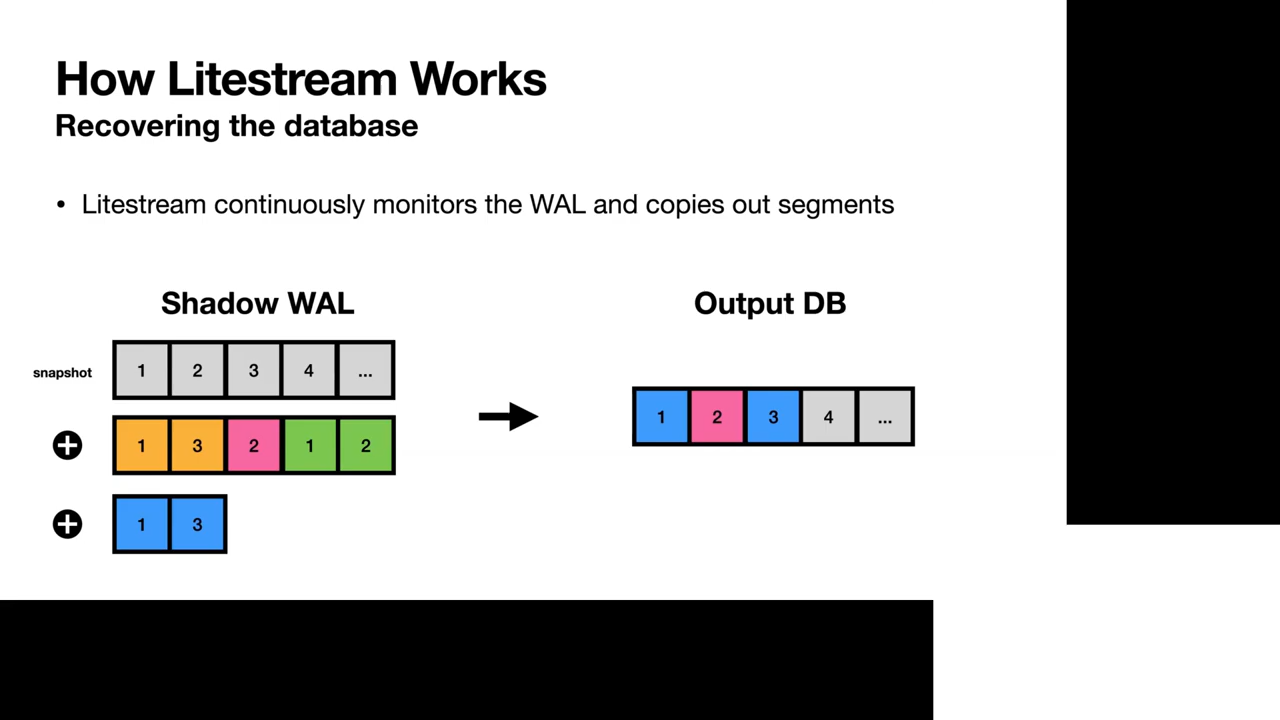 How Litestream Works
Recovering the database
• Litestream continuously monitors the WAL and copies out segments
Shadow WAL
Output DB
snapshot 1 2 3 4 ...
1 3 2 1 2
1 3
1 2 3 4 ...